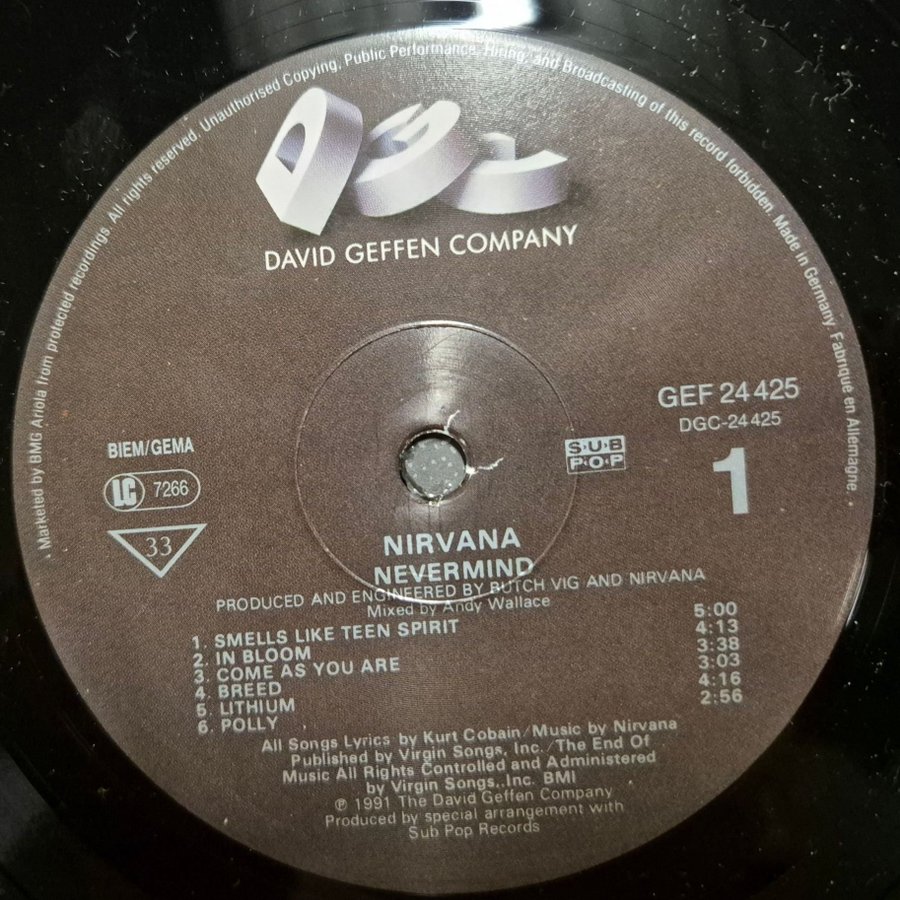 Marketed by BMG Ariola from protected recordings. All rights reserved. Unauthorised Copying, Public Performance, Hiring, and Broadcasting of this record forbidden. Made in Germany. Fabriqué en Allemagne.
DGC
DAVID GEFFEN COMPANY
GEF 24 425
DGC-24 425
BIEM/GEMA
SUB
POP
1
LC 7266
33
NIRVANA
NEVERMIND
PRODUCED AND ENGINEERED BY BUTCH VIG AND NIRVANA
Mixed by Andy Wallace
1. SMELLS LIKE TEEN SPIRIT 5:00
2. IN BLOOM 4:13
3. COME AS YOU ARE 3:38
4. BREED 3:03
5. LITHIUM 4:16
6. POLLY 2:56
All Songs Lyrics by Kurt Cobain/Music by Nirvana
Published by Virgin Songs, Inc./The End Of
Music All Rights Controlled and Administered
by Virgin Songs,.Inc. BMI
℗ 1991 The David Geffen Company
Produced by special arrangement with
Sub Pop Records